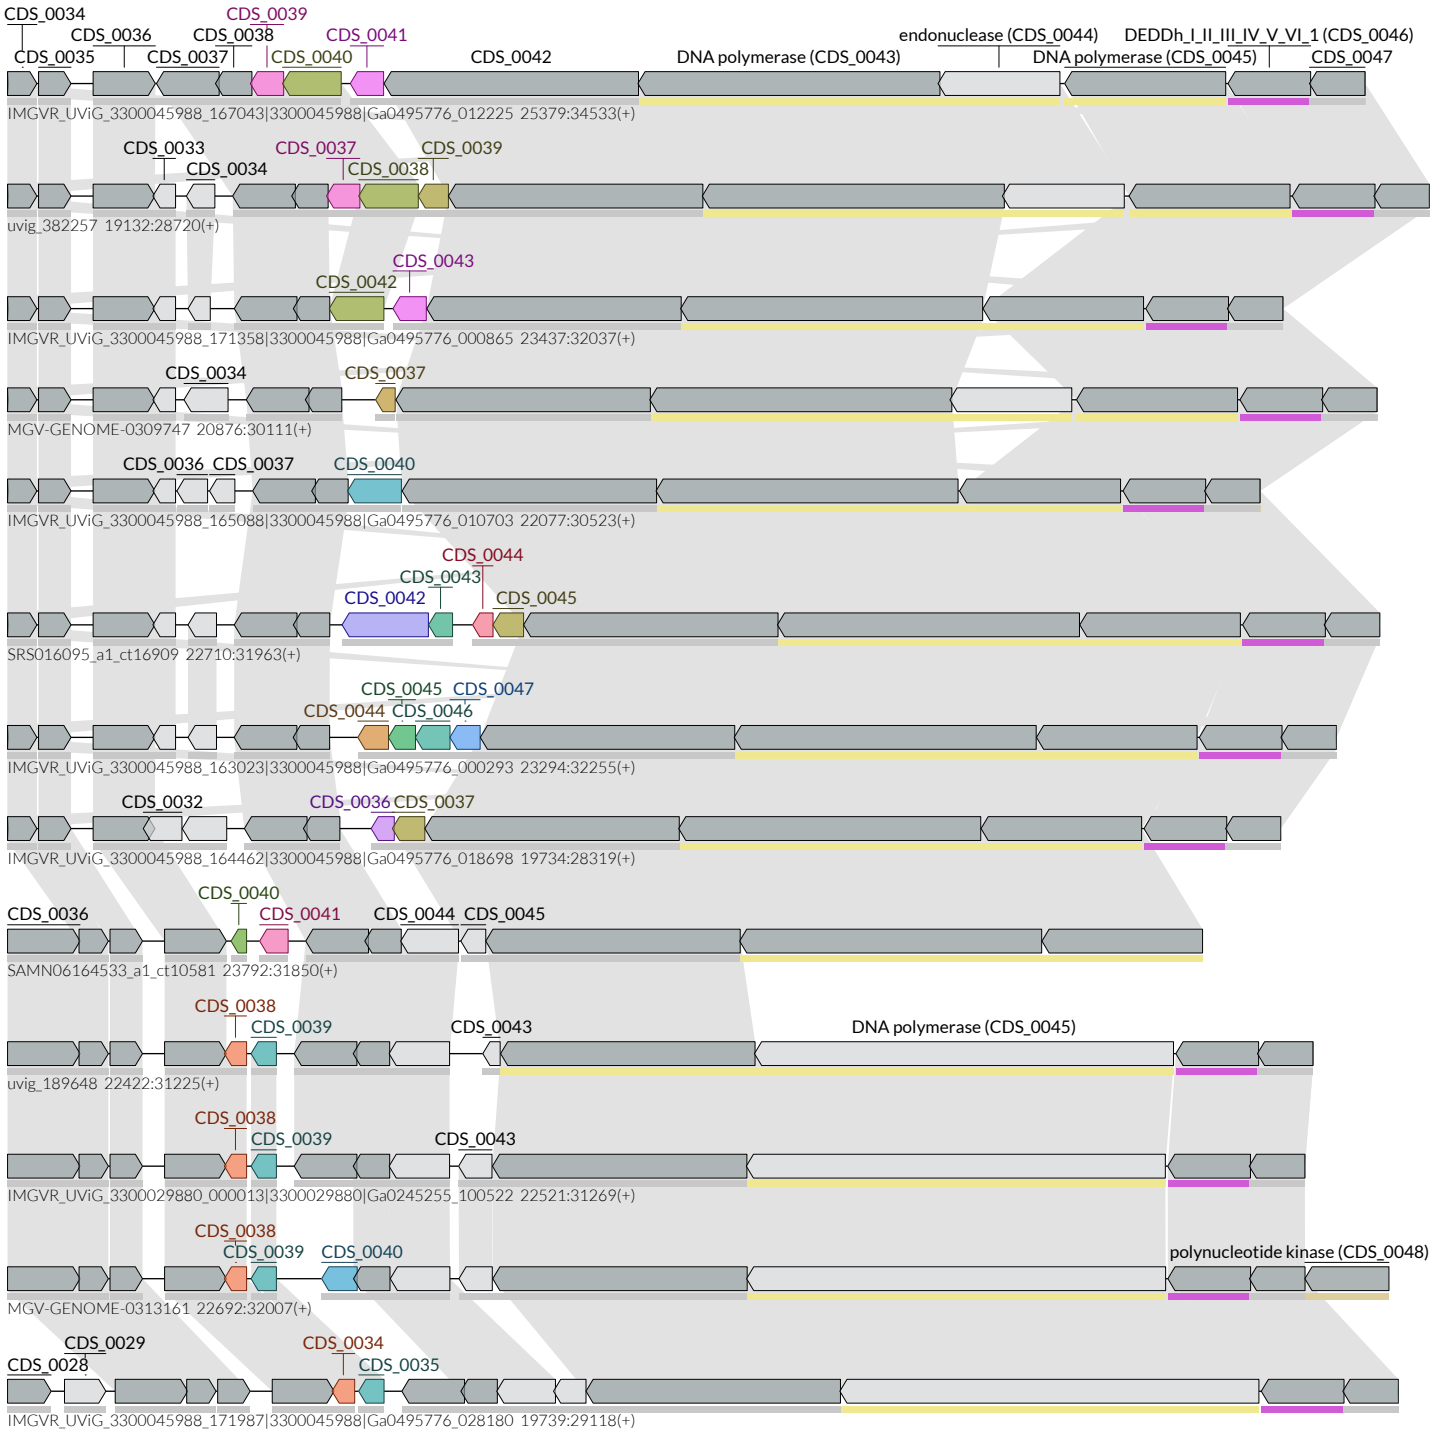 CDS_0034 CDS_0039
CDS_0036 CDS_0038 CDS_0041 endonuclease (CDS_0044) DEDDh_I_II_III_IV_V_VI_1 (CDS_0046)
CDS_0035 CDS_0037 CDS_0040 CDS_0042 DNA polymerase (CDS_0043) DNA polymerase (CDS_0045) CDS_0047
IMGVR_UViG_3300045988_167043|3300045988|Ga0495776_012225 25379:34533(+)
CDS_0033 CDS_0037 CDS_0039
CDS_0034 CDS_0038
uvig_382257 19132:28720(+)
CDS_0043
CDS_0042
IMGVR_UViG_3300045988_171358|3300045988|Ga0495776_000865 23437:32037(+)
CDS_0034 CDS_0037
MGV-GENOME-0309747 20876:30111(+)
CDS_0036 CDS_0037 CDS_0040
IMGVR_UViG_3300045988_165088|3300045988|Ga0495776_010703 22077:30523(+)
CDS_0044
CDS_0043
CDS_0042 CDS_0045
SRS016095_a1_ct16909 22710:31963(+)
CDS_0045 CDS_0047
CDS_0044 CDS_0046
IMGVR_UViG_3300045988_163023|3300045988|Ga0495776_000293 23294:32255(+)
CDS_0032 CDS_0036 CDS_0037
IMGVR_UViG_3300045988_164462|3300045988|Ga0495776_018698 19734:28319(+)
CDS_0040
CDS_0036 CDS_0041 CDS_0044 CDS_0045
SAMN06164533_a1_ct10581 23792:31850(+)
CDS_0038
CDS_0039 CDS_0043 DNA polymerase (CDS_0045)
uvig_189648 22422:31225(+)
CDS_0038
CDS_0039 CDS_0043
IMGVR_UViG_3300029880_000013|3300029880|Ga0245255_100522 22521:31269(+)
CDS_0038
CDS_0039 CDS_0040 polynucleotide kinase (CDS_0048)
MGV-GENOME-0313161 22692:32007(+)
CDS_0029 CDS_0034
CDS_0028 CDS_0035
IMGVR_UViG_3300045988_171987|3300045988|Ga0495776_028180 19739:29118(+)